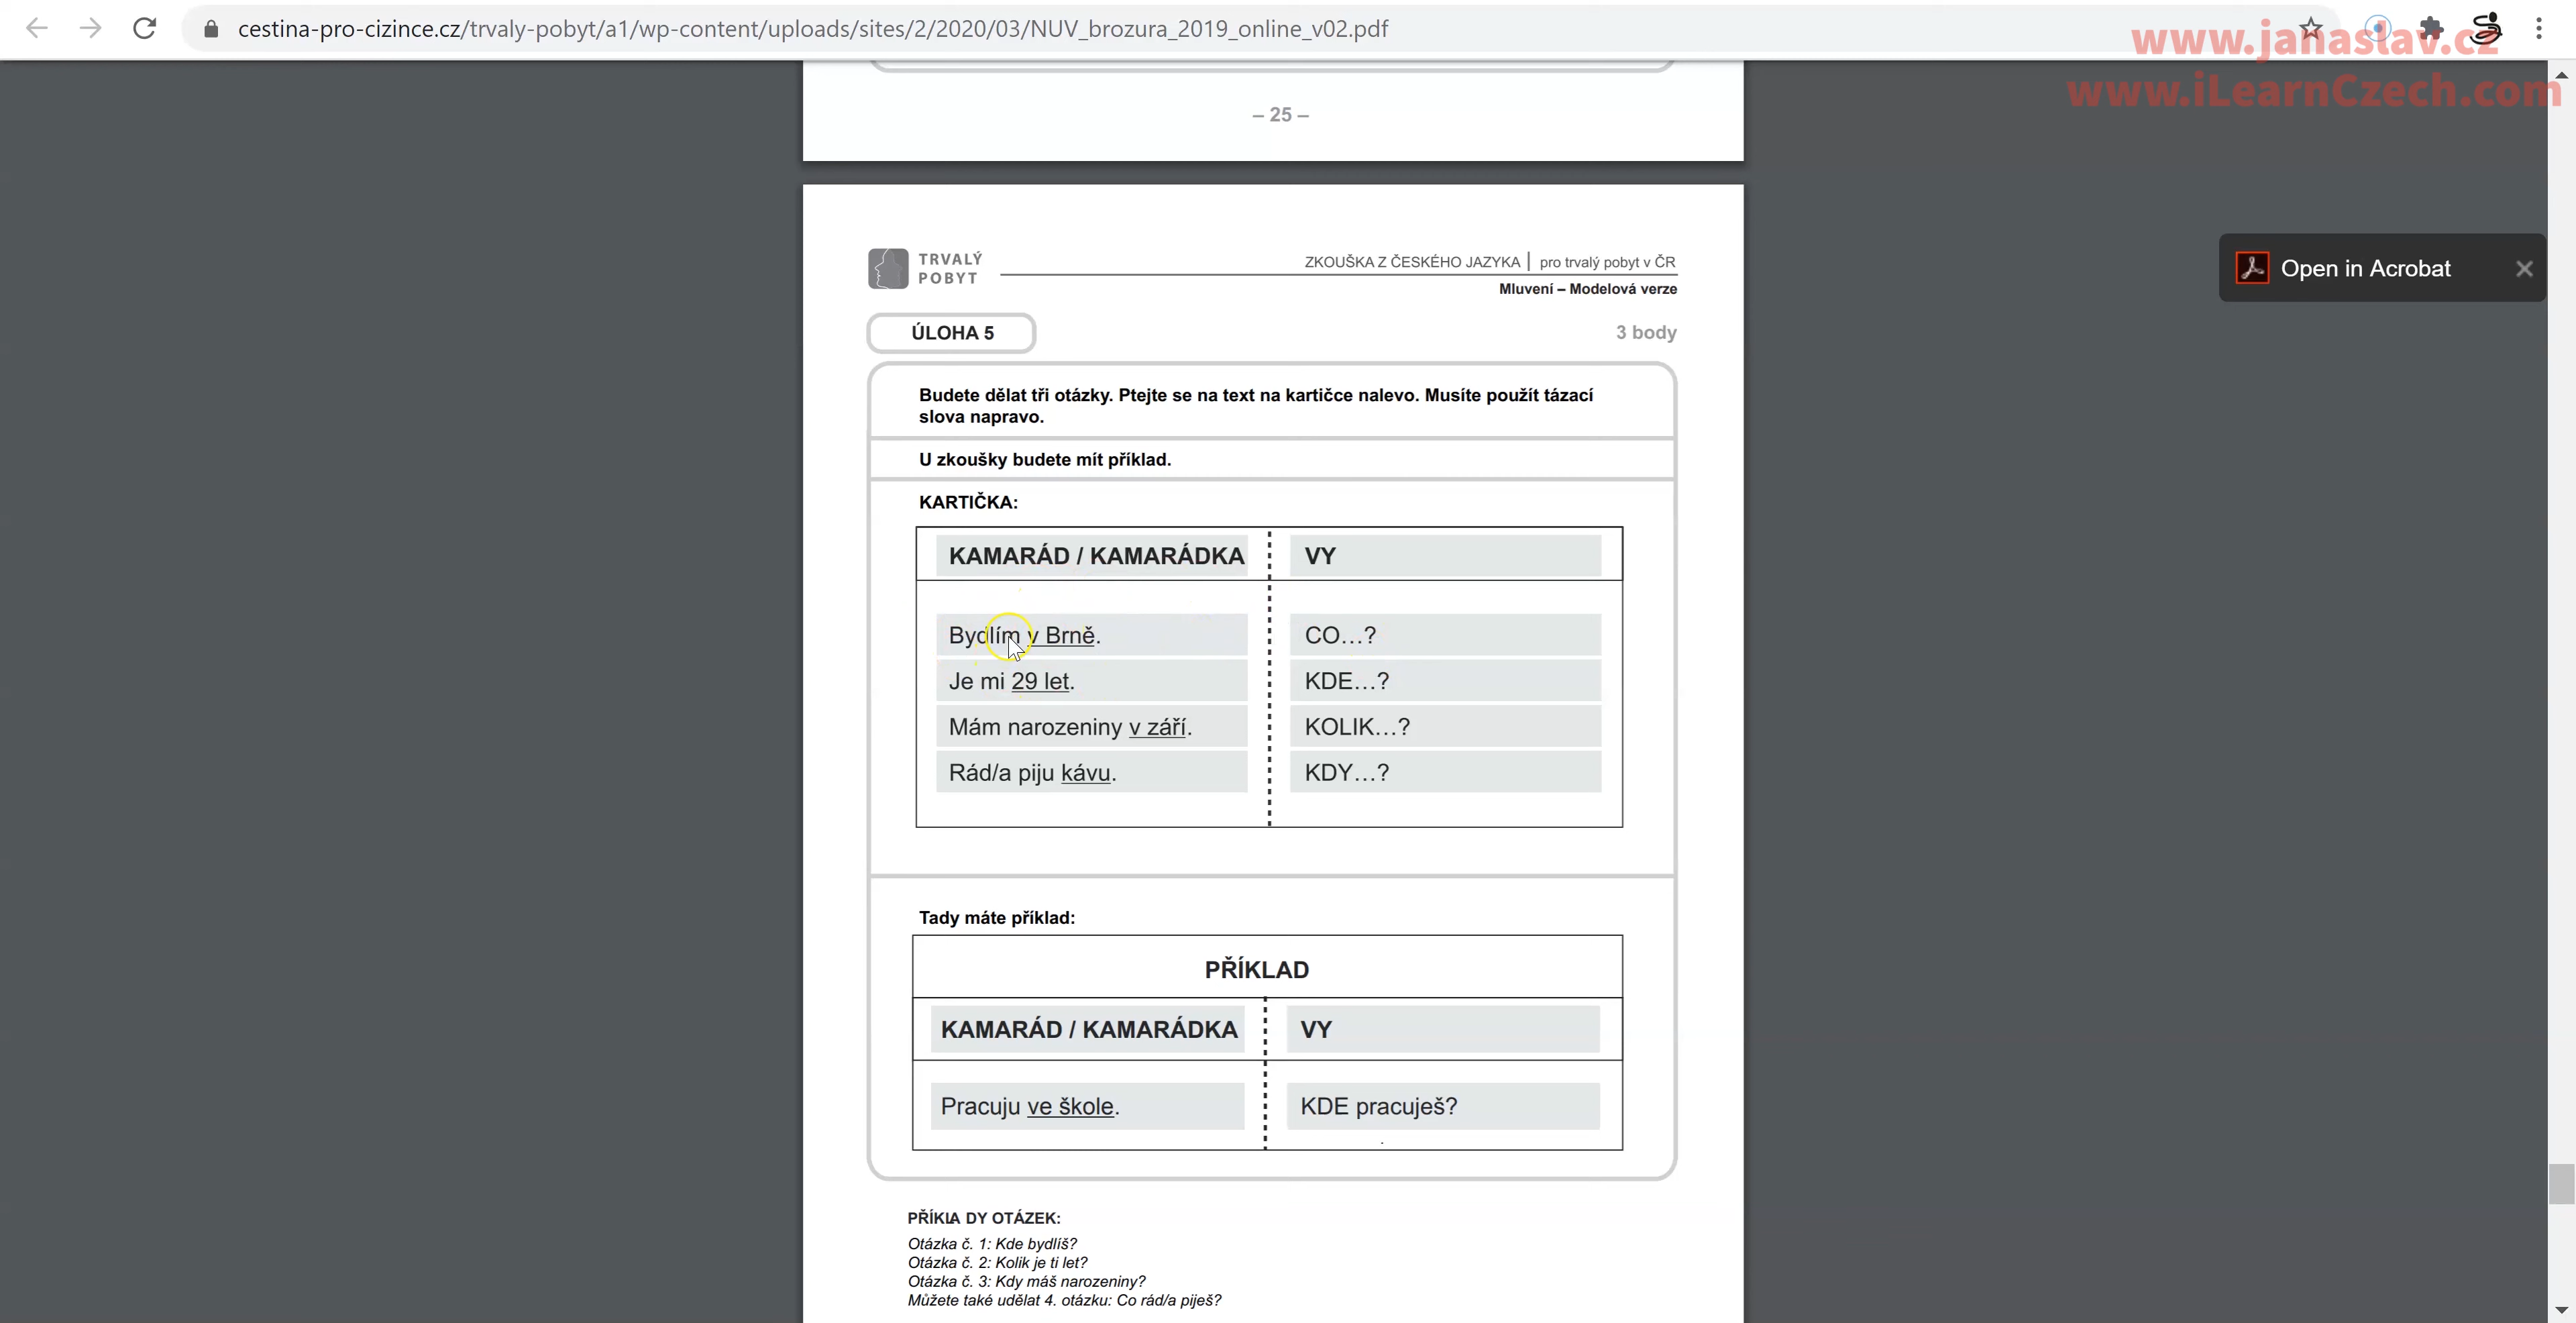 cestina-pro-cizince.cz/trvaly-pobyt/a1/wp-content/uploads/sites/2/2020/03/NUV_brozura_2019_online_v02.pdf
www.janaslav.cz
www.iLearnCzech.com
– 25 –
TRVALÝ
POBYT
ZKOUŠKA Z ČESKÉHO JAZYKA | pro trvalý pobyt v ČR
Mluvení – Modelová verze
Open in Acrobat
ÚLOHA 5
3 body
Budete dělat tři otázky. Ptejte se na text na kartičce nalevo. Musíte použít tázací
slova napravo.
U zkoušky budete mít příklad.
KARTIČKA:
KAMARÁD / KAMARÁDKA
VY
Bydlím v Brně.
CO…?
Je mi 29 let.
KDE…?
Mám narozeniny v září.
KOLIK…?
Rád/a piju kávu.
KDY…?
Tady máte příklad:
PŘÍKLAD
KAMARÁD / KAMARÁDKA
VY
Pracuju ve škole.
KDE pracuješ?
PŘÍKLA DY OTÁZEK:
Otázka č. 1: Kde bydlíš?
Otázka č. 2: Kolik je ti let?
Otázka č. 3: Kdy máš narozeniny?
Můžete také udělat 4. otázku: Co rád/a piješ?